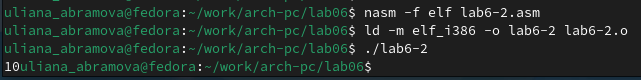 uliana_abramova@fedora:~/work/arch-pc/lab06$ nasm -f elf lab6-2.asm
uliana_abramova@fedora:~/work/arch-pc/lab06$ ld -m elf_i386 -o lab6-2 lab6-2.o
uliana_abramova@fedora:~/work/arch-pc/lab06$ ./lab6-2
10uliana_abramova@fedora:~/work/arch-pc/lab06$